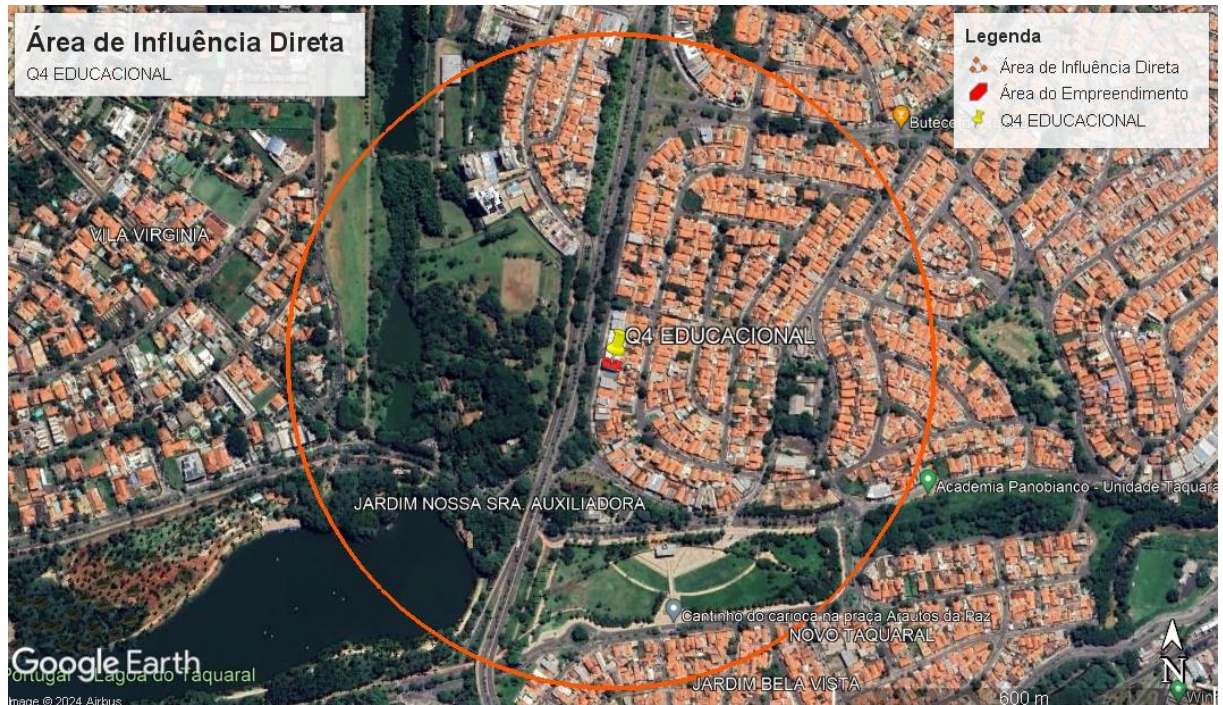 Área de Influência Direta
Q4 EDUCACIONAL
Legenda
Área de Influência Direta
Área do Empreendimento
Q4 EDUCACIONAL
VILA VIRGINIA
Q4 EDUCACIONAL
Academia Panobianco - Unidade Taquara
JARDIM NOSSA SRA. AUXILIADORA
Cantinho do carioca na praça Arautos da Paz
NOVO TAQUARAL
Google Earth
Portugal - Lagoa do Taquaral
JARDIM BELA VISTA
N
600 m
Image © 2024 Airbus